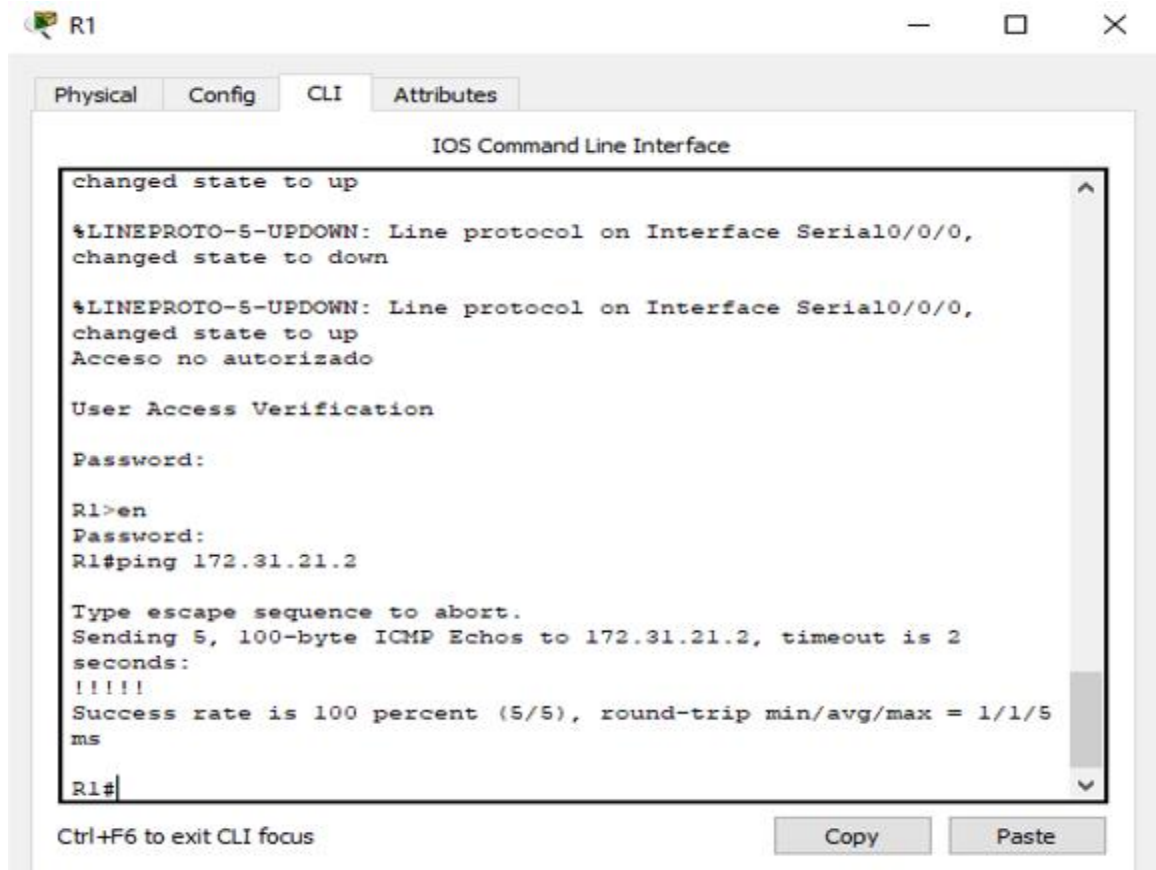 R1
Physical Config CLI Attributes
IOS Command Line Interface
changed state to up
%LINEPROTO-5-UPDOWN: Line protocol on Interface Serial0/0/0,
changed state to down
%LINEPROTO-5-UPDOWN: Line protocol on Interface Serial0/0/0,
changed state to up
Acceso no autorizado
User Access Verification
Password:
R1>en
Password:
R1#ping 172.31.21.2
Type escape sequence to abort.
Sending 5, 100-byte ICMP Echos to 172.31.21.2, timeout is 2
seconds:
!!!!!
Success rate is 100 percent (5/5), round-trip min/avg/max = 1/1/5
ms
R1#
Ctrl+F6 to exit CLI focus
Copy Paste